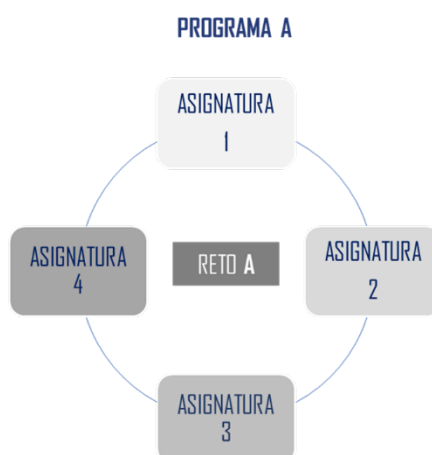 PROGRAMA A
ASIGNATURA
1
ASIGNATURA
4
RETO A
ASIGNATURA
2
ASIGNATURA
3